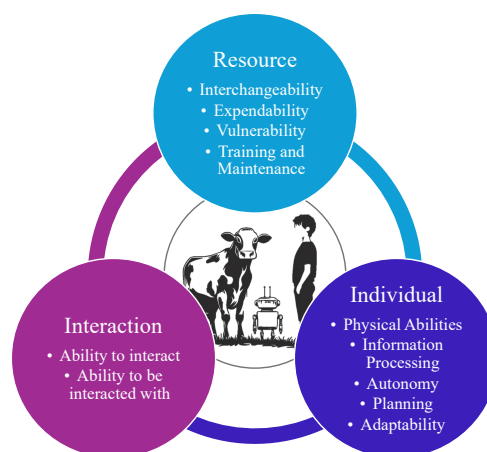 Resource
• Interchangeability
• Expendability
• Vulnerability
• Training and
Maintenance
Interaction
• Ability to interact
• Ability to be
interacted with
Individual
• Physical Abilities
• Information
Processing
• Autonomy
• Planning
• Adaptability